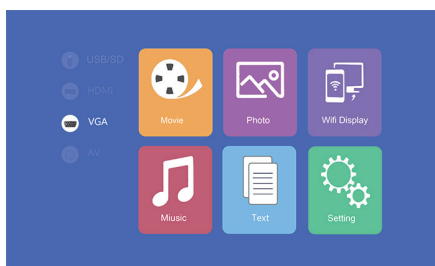 USB/SD
HDMI
VGA
AV
Movie
Photo
Wifi Display
Miusic
Text
Setting